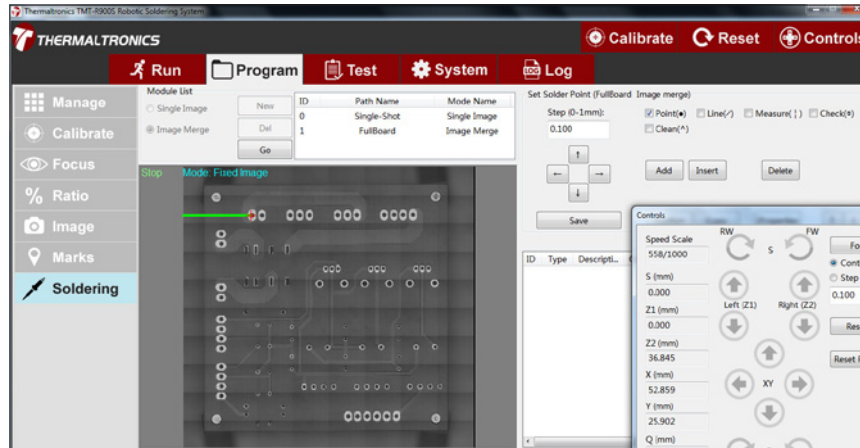 Thermaltronics TMT-R900S Robotic Soldering System
THERMALTRONICS
Calibrate Reset Controls
Run Program Test System Log
Manage
Calibrate
Focus
Ratio
Image
Marks
Soldering
Module List
Single Image New
Image Merge Del
Go
ID Path Name Mode Name
0 Single-Shot Single Image
1 FullBoard Image Merge
Stop Mode: Fixed Image
Set Solder Point (FullBoard Image merge)
Step (0-1mm): Point(●) Line(∕) Measure( ¦ ) Check(*)
0.100 Clean(^)
↑
← →
↓
Add Insert Delete
Save
ID Type Descripti...
Controls
Speed Scale RW FW
558/1000 S
S (mm) Step
0.000 0.100
Left (Z1) Right (Z2)
Z1 (mm)
0.000
Z2 (mm)
36.845
X (mm)
52.859 XY
Y (mm)
25.902
Q (mm)